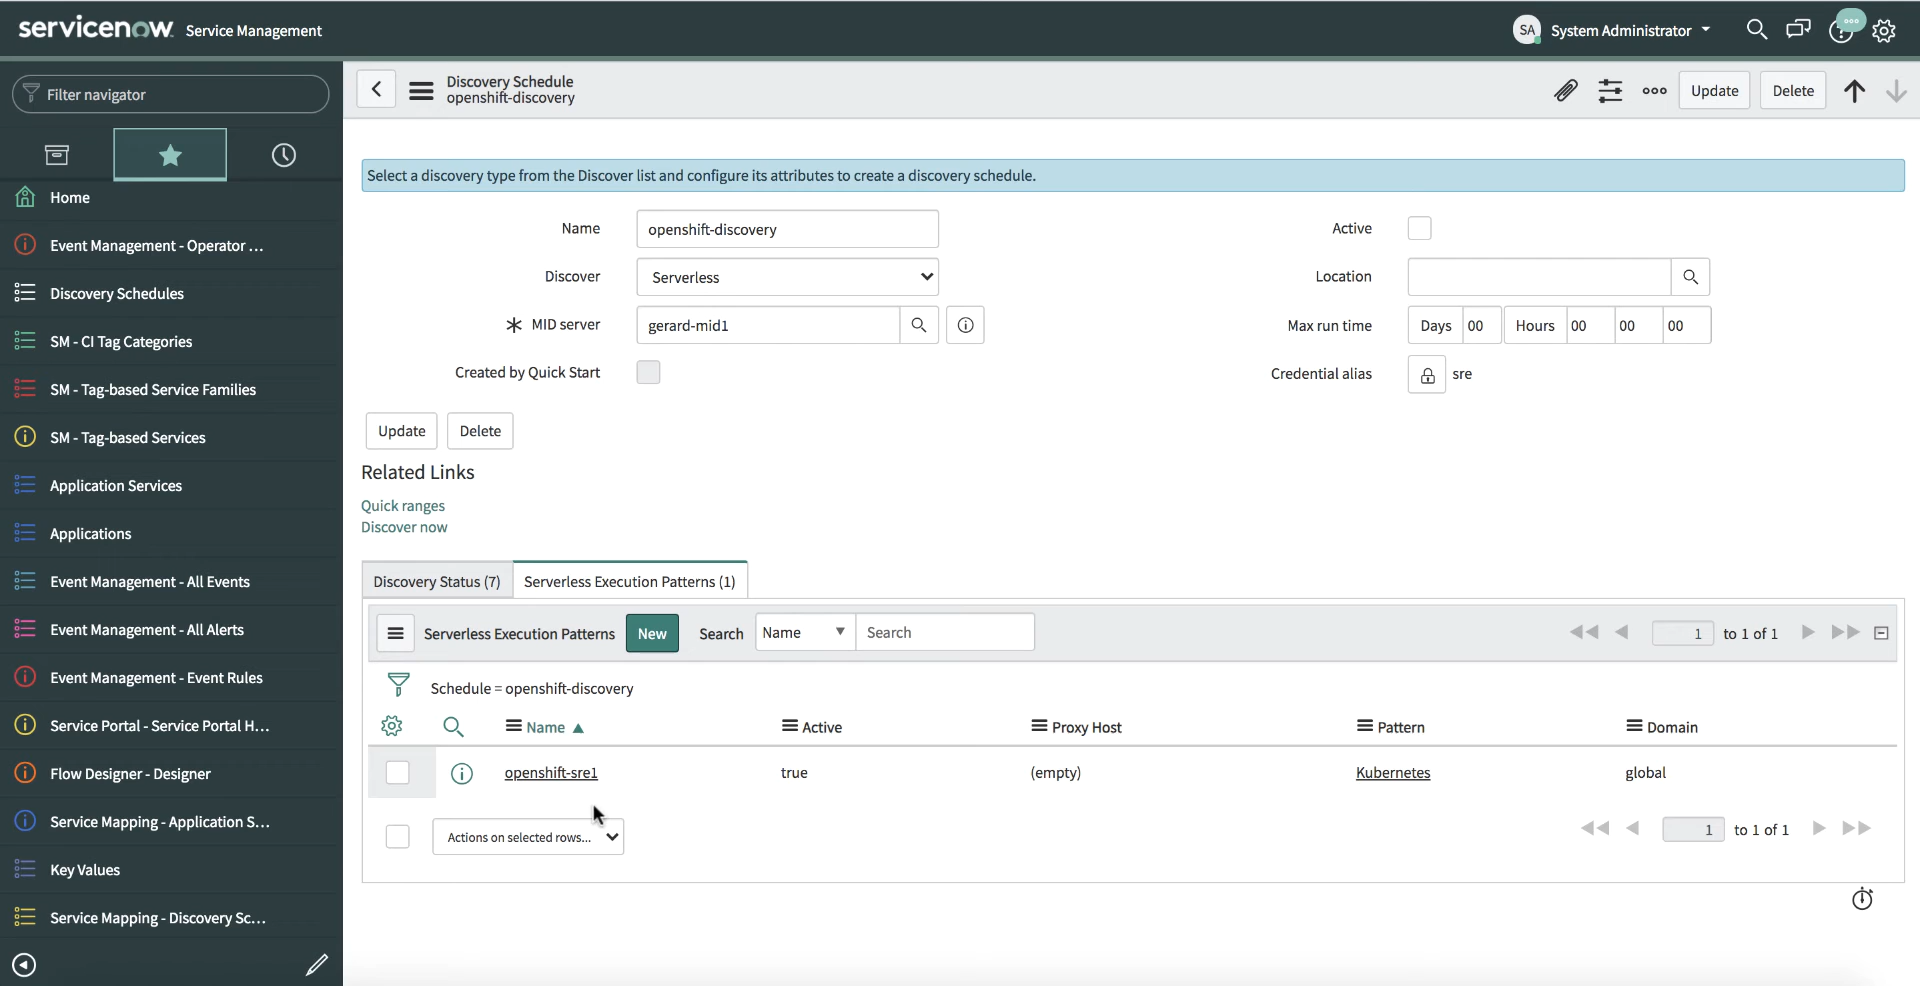 servicenow Service Management
SA System Administrator
Filter navigator
Home
Event Management - Operator ...
Discovery Schedules
SM - CI Tag Categories
SM - Tag-based Service Families
SM - Tag-based Services
Application Services
Applications
Event Management - All Events
Event Management - All Alerts
Event Management - Event Rules
Service Portal - Service Portal H...
Flow Designer - Designer
Service Mapping - Application S...
Key Values
Service Mapping - Discovery Sc...
Discovery Schedule
openshift-discovery
Update Delete
Select a discovery type from the Discover list and configure its attributes to create a discovery schedule.
Name openshift-discovery
Discover Serverless
MID server gerard-mid1
Created by Quick Start
Active
Location
Max run time Days 00 Hours 00 00 00
Credential alias sre
Update Delete
Related Links
Quick ranges
Discover now
Discovery Status (7) Serverless Execution Patterns (1)
Serverless Execution Patterns New Search Name Search 1 to 1 of 1
Schedule = openshift-discovery
Name Active Proxy Host Pattern Domain
openshift-sre1 true (empty) Kubernetes global
Actions on selected rows... 1 to 1 of 1